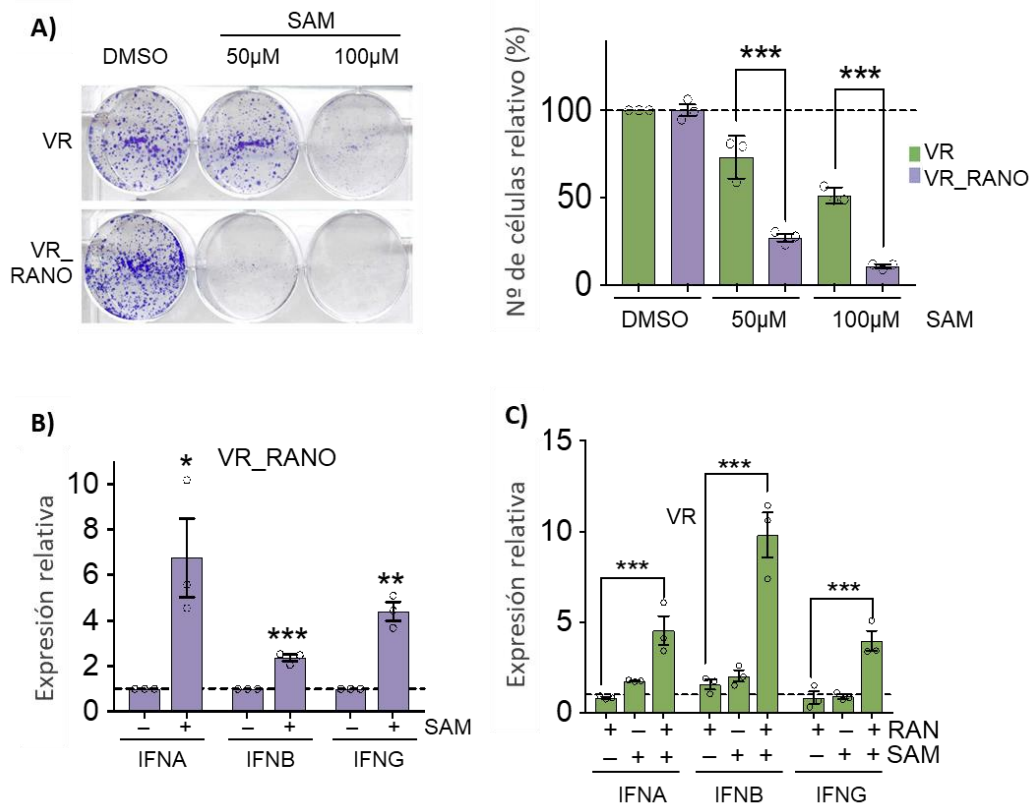 A)
SAM
DMSO 50µM 100µM
VR
VR_
RANO
Nº de células relativo (%)
100
50
0
***
***
VR
VR_RANO
DMSO 50µM 100µM SAM
B)
VR_RANO
Expresión relativa
10
8
6
4
2
0
*
***
**
– + – + – + SAM
IFNA IFNB IFNG
C)
VR
Expresión relativa
15
10
5
0
***
***
***
+ – + + – + + – + RAN
– + + – + + – + + SAM
IFNA IFNB IFNG